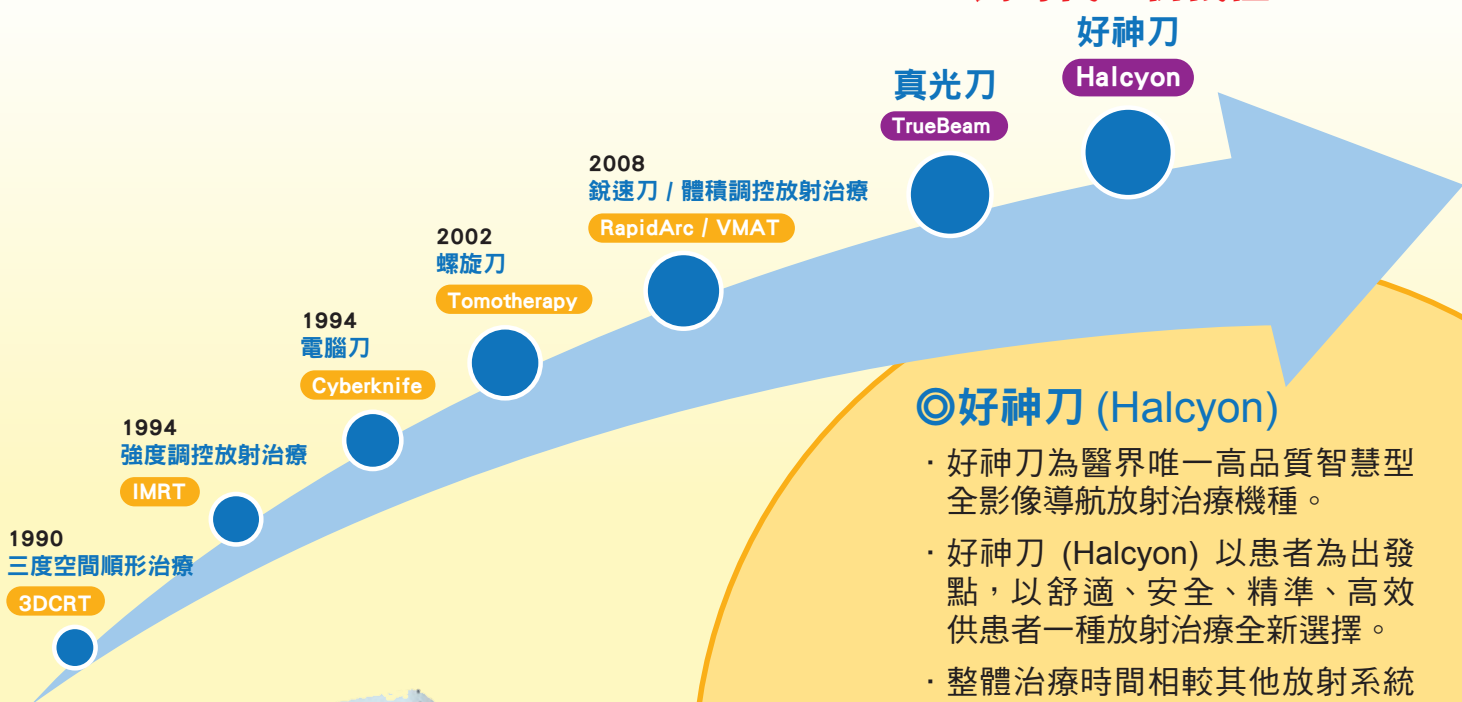 好神刀
Halcyon
真光刀
TrueBeam
2008
銳速刀 / 體積調控放射治療
RapidArc / VMAT
2002
螺旋刀
Tomotherapy
1994
電腦刀
Cyberknife
1994
強度調控放射治療
IMRT
1990
三度空間順形治療
3DCRT
◎好神刀 (Halcyon)
· 好神刀為醫界唯一高品質智慧型
全影像導航放射治療機種。
· 好神刀 (Halcyon) 以患者為出發
點，以舒適、安全、精準、高效
供患者一種放射治療全新選擇。
· 整體治療時間相較其他放射系統